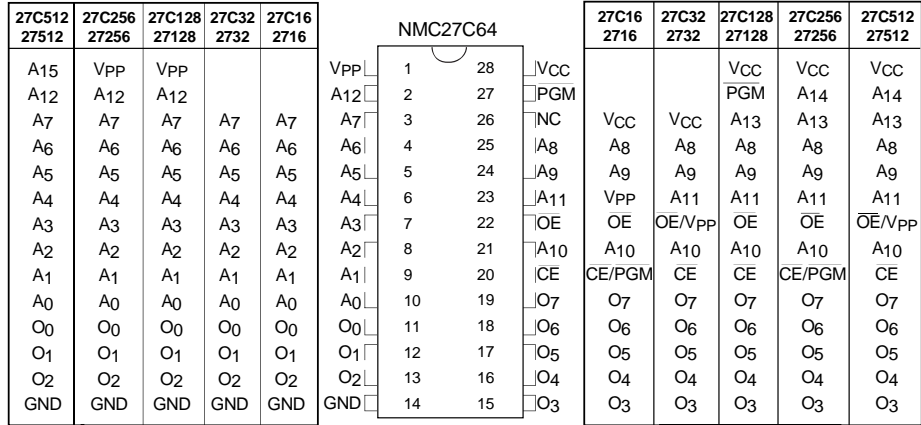 27C512 27C256 27C128 27C32 27C16 NMC27C64 27C16 27C32 27C128 27C256 27C512
27512 27256 27128 2732 2716 2716 2732 27128 27256 27512
A15 VPP VPP VPP 1 28 VCC VCC VCC VCC
A12 A12 A12 A12 2 27 PGM PGM A14 A14
A7 A7 A7 A7 A7 A7 3 26 NC VCC VCC A13 A13 A13
A6 A6 A6 A6 A6 A6 4 25 A8 A8 A8 A8 A8 A8
A5 A5 A5 A5 A5 A5 5 24 A9 A9 A9 A9 A9 A9
A4 A4 A4 A4 A4 A4 6 23 A11 VPP A11 A11 A11 A11
A3 A3 A3 A3 A3 A3 7 22 OE OE OE/VPP OE OE OE/VPP
A2 A2 A2 A2 A2 A2 8 21 A10 A10 A10 A10 A10 A10
A1 A1 A1 A1 A1 A1 9 20 CE CE/PGM CE CE CE/PGM CE
A0 A0 A0 A0 A0 A0 10 19 O7 O7 O7 O7 O7 O7
O0 O0 O0 O0 O0 O0 11 18 O6 O6 O6 O6 O6 O6
O1 O1 O1 O1 O1 O1 12 17 O5 O5 O5 O5 O5 O5
O2 O2 O2 O2 O2 O2 13 16 O4 O4 O4 O4 O4 O4
GND GND GND GND GND GND 14 15 O3 O3 O3 O3 O3 O3